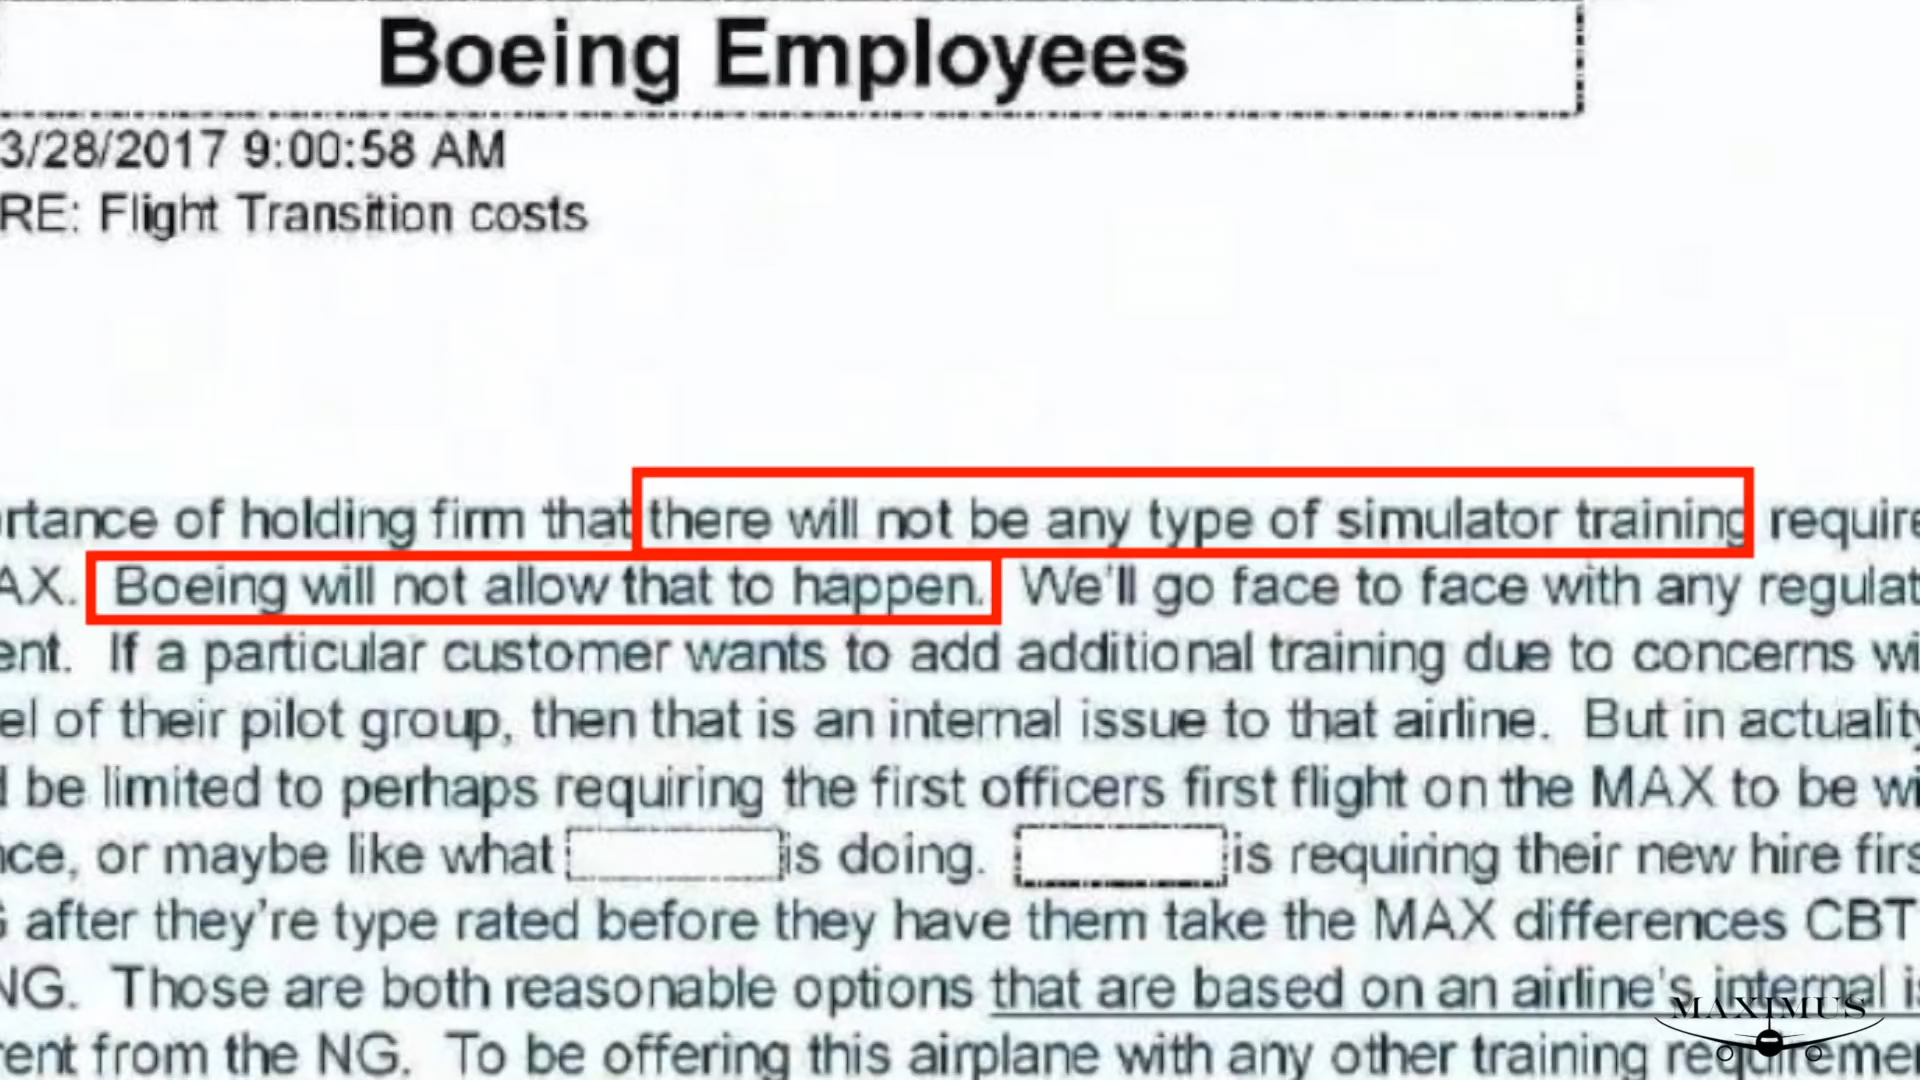 Boeing Employees
3/28/2017 9:00:58 AM
RE: Flight Transition costs
rtance of holding firm that there will not be any type of simulator training require
AX. Boeing will not allow that to happen. We'll go face to face with any regulat
ent. If a particular customer wants to add additional training due to concerns wi
el of their pilot group, then that is an internal issue to that airline. But in actuality
d be limited to perhaps requiring the first officers first flight on the MAX to be wi
nce, or maybe like what is doing. is requiring their new hire firs
G after they're type rated before they have them take the MAX differences CBT
NG. Those are both reasonable options that are based on an airline's internal is
rent from the NG. To be offering this airplane with any other training requiremen
MAXIMUS